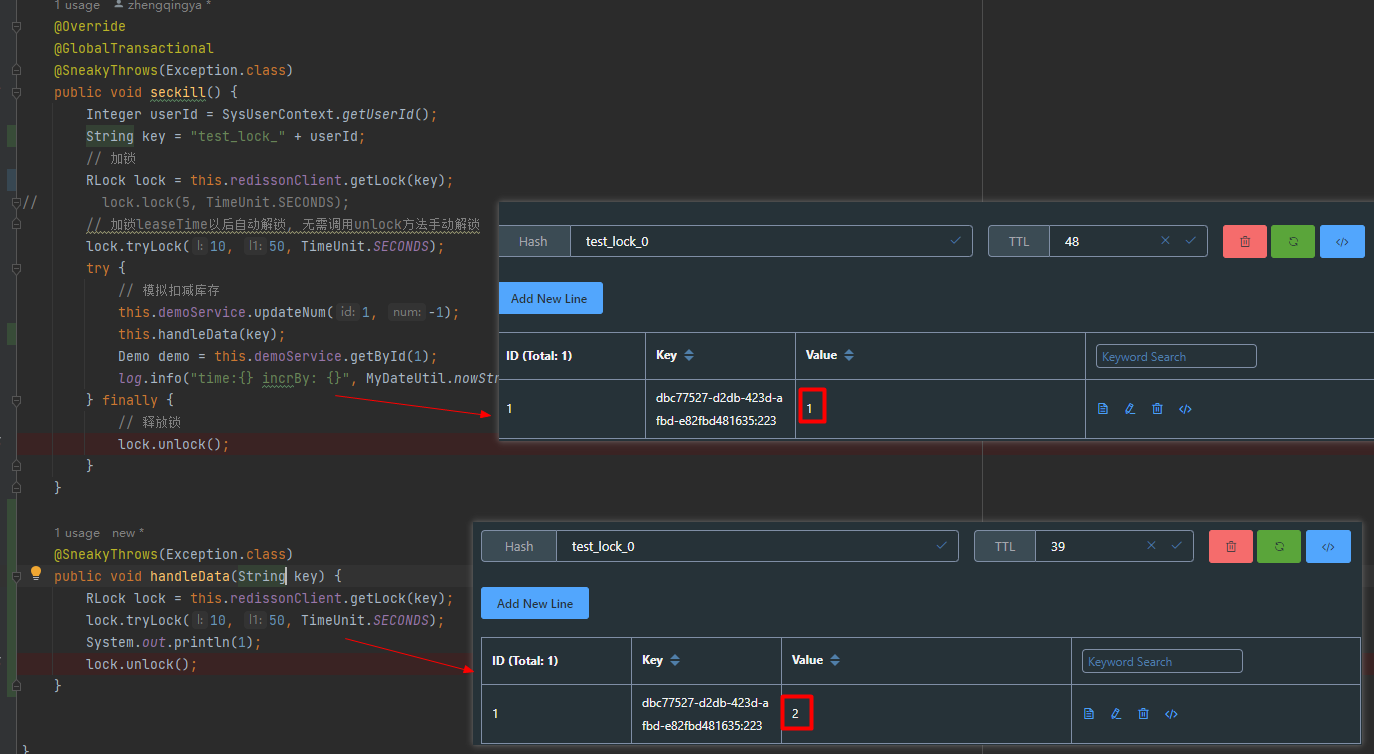 1 usage zhengqingya *
@Override
@GlobalTransactional
@SneakyThrows(Exception.class)
public void seckill() {
Integer userId = SysUserContext.getUserId();
String key = "test_lock_" + userId;
// 加锁
RLock lock = this.redissonClient.getLock(key);
// lock.lock(5, TimeUnit.SECONDS);
// 加锁leaseTime以后自动解锁, 无需调用unlock方法手动解锁
lock.tryLock( l: 10, l1: 50, TimeUnit.SECONDS);
try {
// 模拟扣减库存
this.demoService.updateNum( id: 1, num: -1);
this.handleData(key);
Demo demo = this.demoService.getById(1);
log.info("time:{} incrBy: {}", MyDateUtil.nowStr
} finally {
// 释放锁
lock.unlock();
}
}
Hash test_lock_0 TTL 48
Add New Line
ID (Total: 1) Key Value Keyword Search
1 dbc77527-d2db-423d-a 1
fbd-e82fbd481635:223
1 usage new *
@SneakyThrows(Exception.class)
public void handleData(String key) {
RLock lock = this.redissonClient.getLock(key);
lock.tryLock( l: 10, l1: 50, TimeUnit.SECONDS);
System.out.println(1);
lock.unlock();
}
}
Hash test_lock_0 TTL 39
Add New Line
ID (Total: 1) Key Value Keyword Search
1 dbc77527-d2db-423d-a 2
fbd-e82fbd481635:223